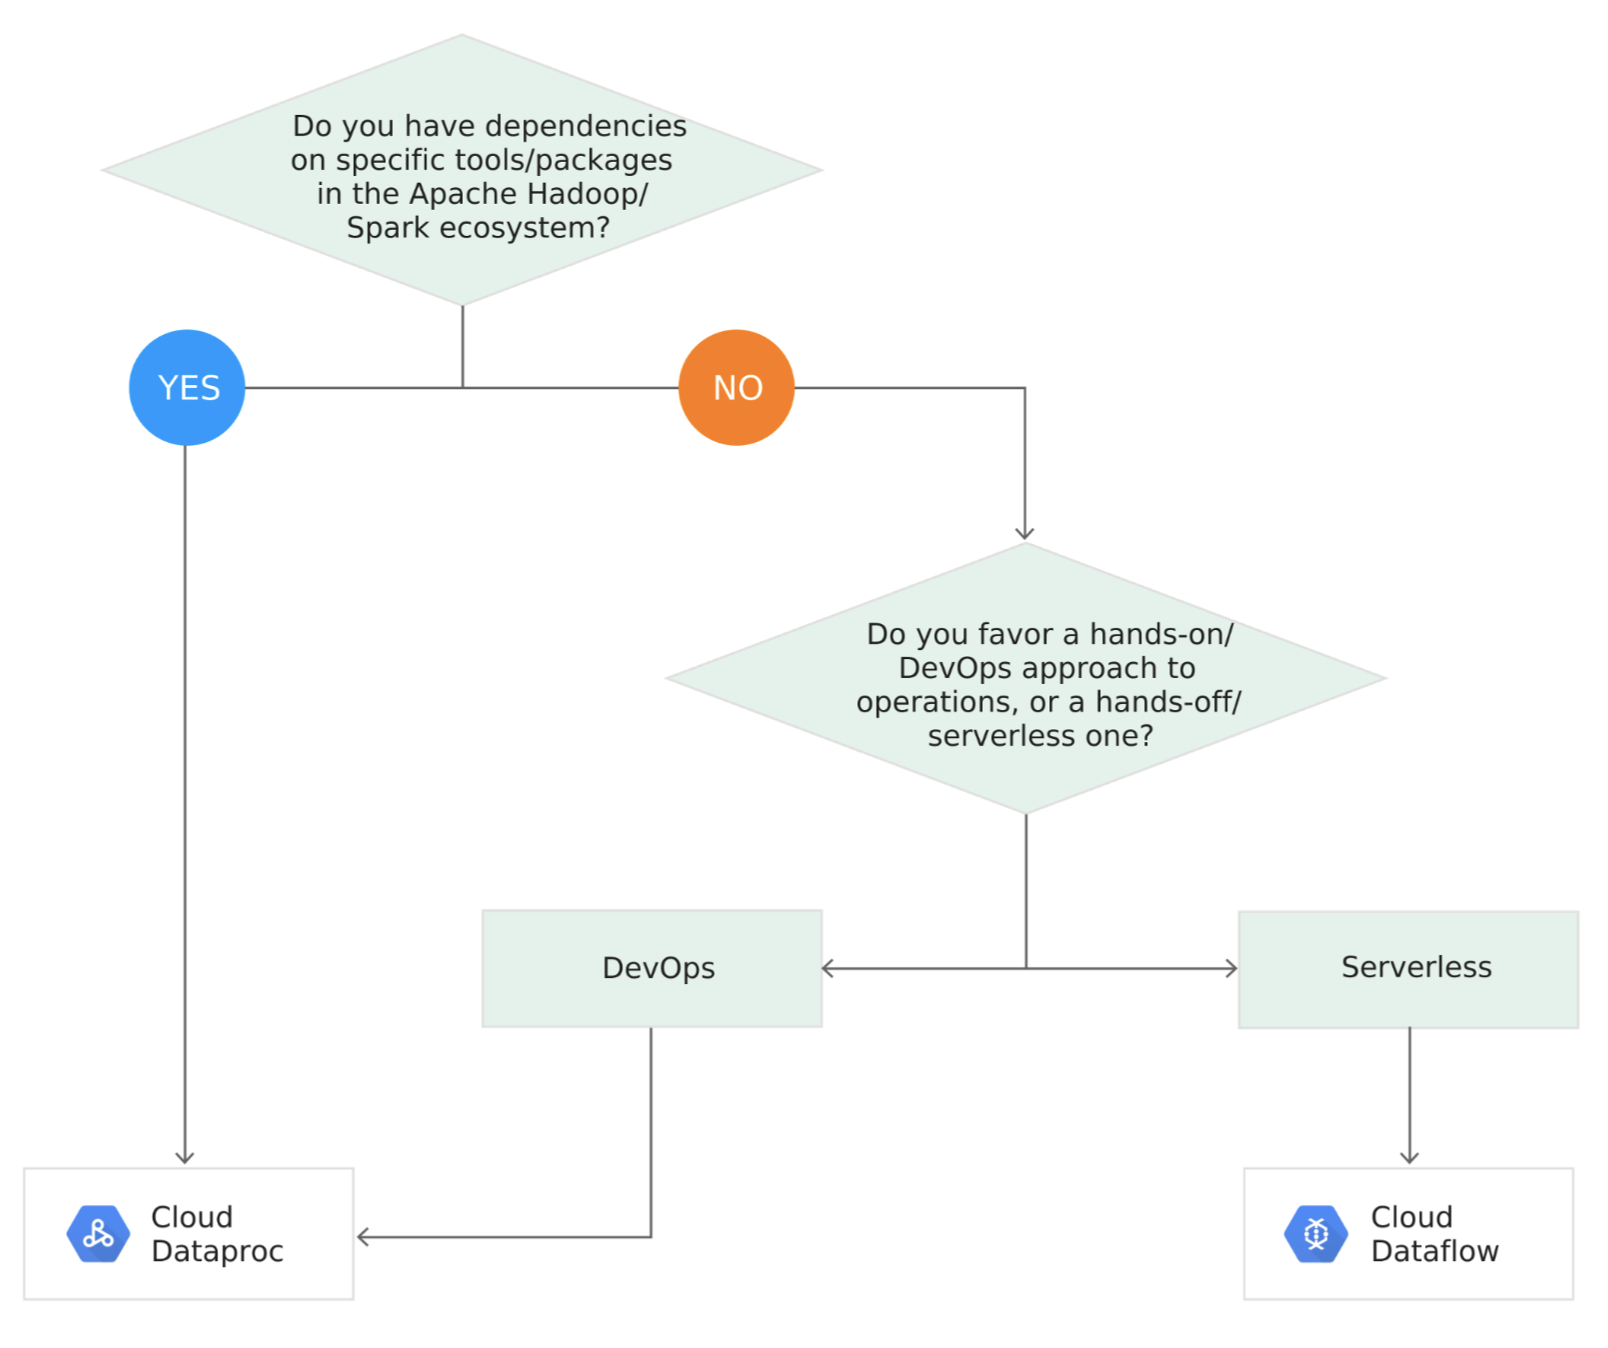 Do you have dependencies
on specific tools/packages
in the Apache Hadoop/
Spark ecosystem?
YES
NO
Do you favor a hands-on/
DevOps approach to
operations, or a hands-off/
serverless one?
DevOps
Serverless
Cloud
Dataproc
Cloud
Dataflow